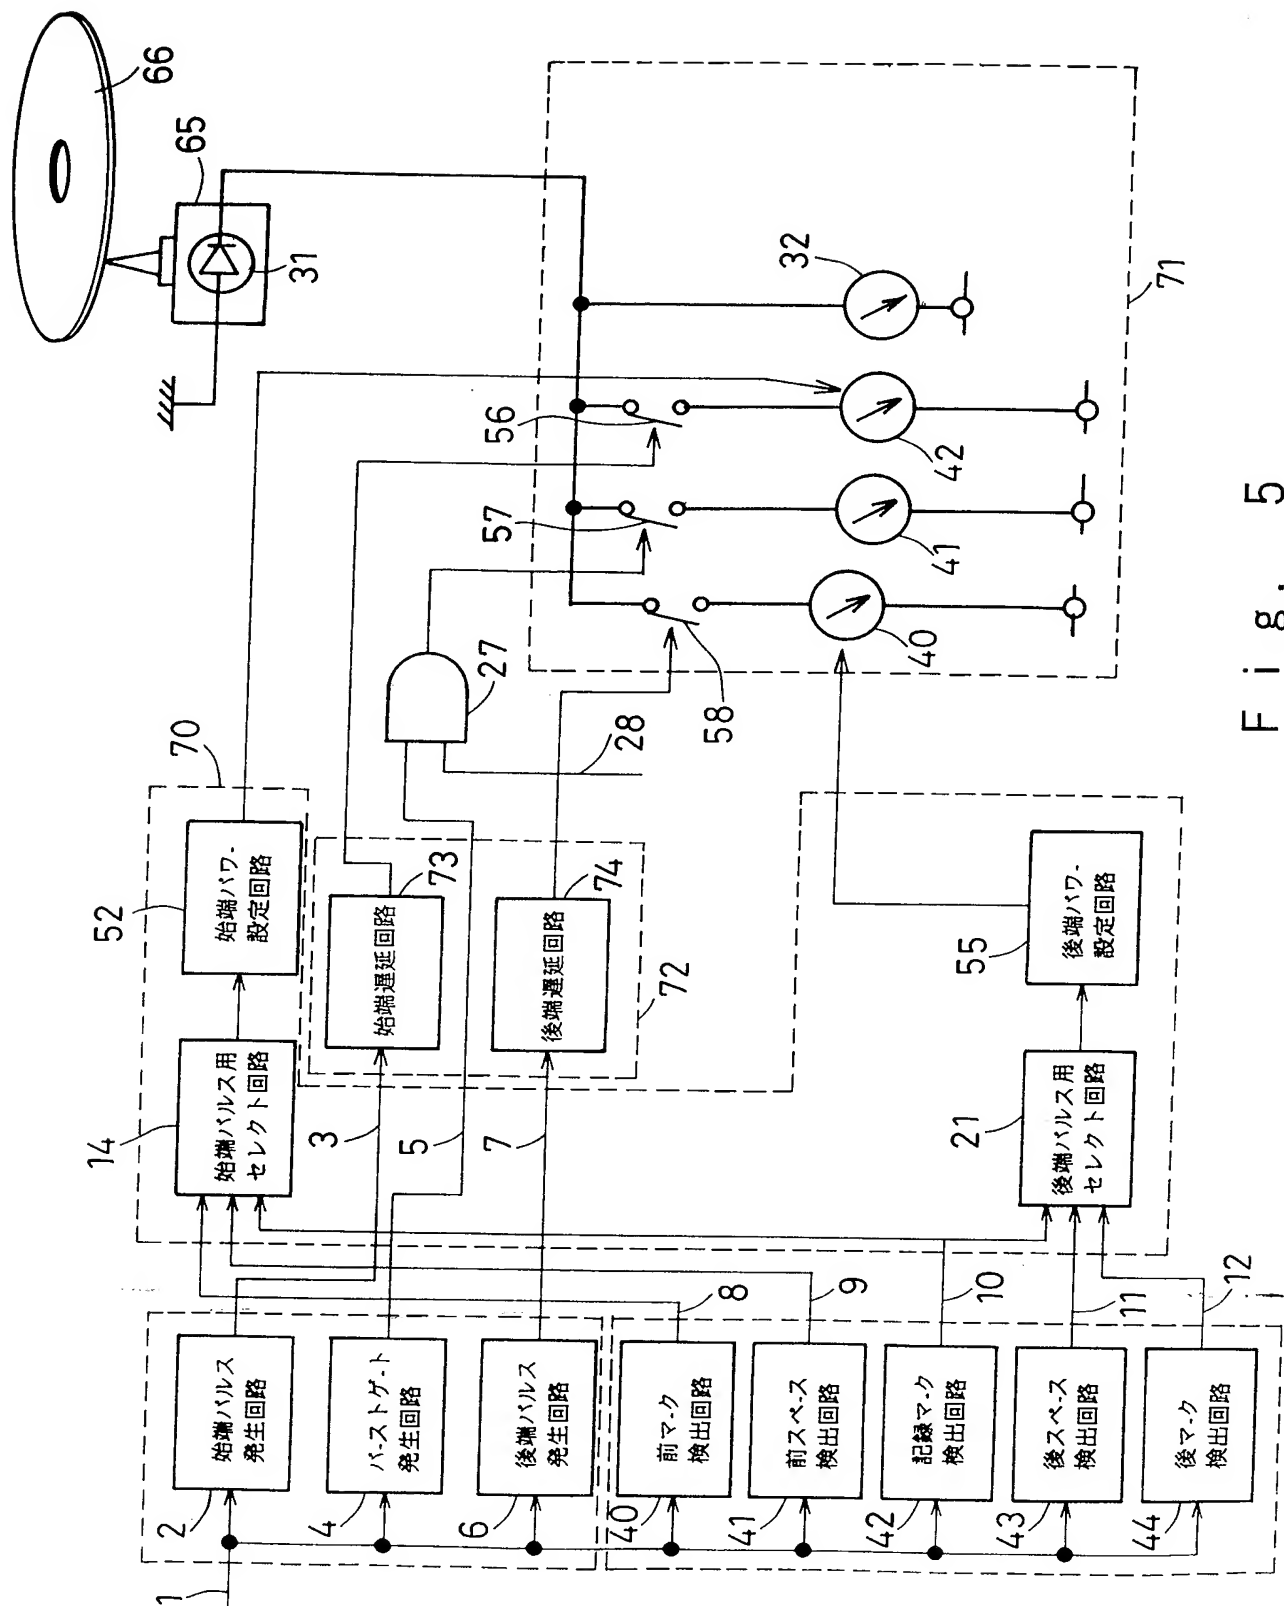 1
2
始端パルス
発生回路
4
バーストゲート
発生回路
6
後端パルス
発生回路
40
前マーク
検出回路
41
前スペース
検出回路
42
記録マーク
検出回路
43
後スペース
検出回路
44
後マーク
検出回路
3
5
7
8
9
10
11
12
14
始端パルス用
セレクト回路
52
始端パワー
設定回路
70
始端遅延回路
73
後端遅延回路
74
72
21
後端パルス用
セレクト回路
55
後端パワー
設定回路
27
28
56
57
58
40
41
42
32
71
31
65
66
Fig. 5